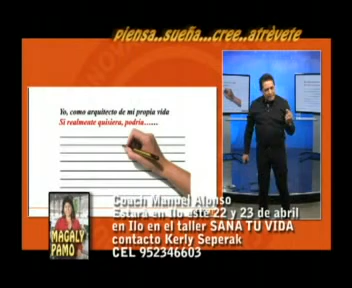 piensa..sueña...cree..atrévete
Yo, como arquitecto de mi propia vida
Si realmente quisiera, podría......
Coach Manuel Alonso
Estará en Ilo este 22 y 23 de abril
en Ilo en el taller SANA TU VIDA
contacto Kerly Seperak
CEL 952346603
MAGALY
PAMO